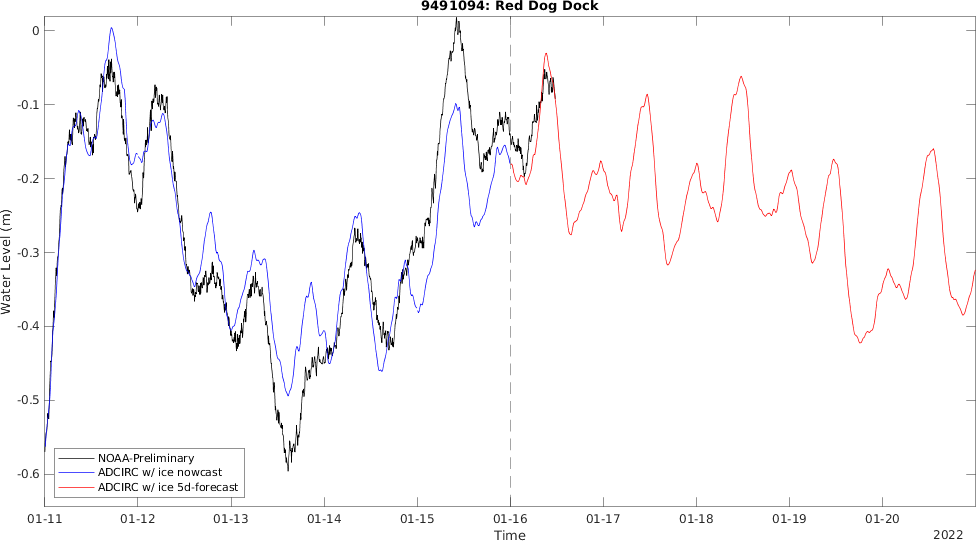 9491094: Red Dog Dock
Water Level (m)
0
-0.1
-0.2
-0.3
-0.4
-0.5
-0.6
NOAA-Preliminary
ADCIRC w/ ice nowcast
ADCIRC w/ ice 5d-forecast
01-11 01-12 01-13 01-14 01-15 01-16 01-17 01-18 01-19 01-20
Time
2022